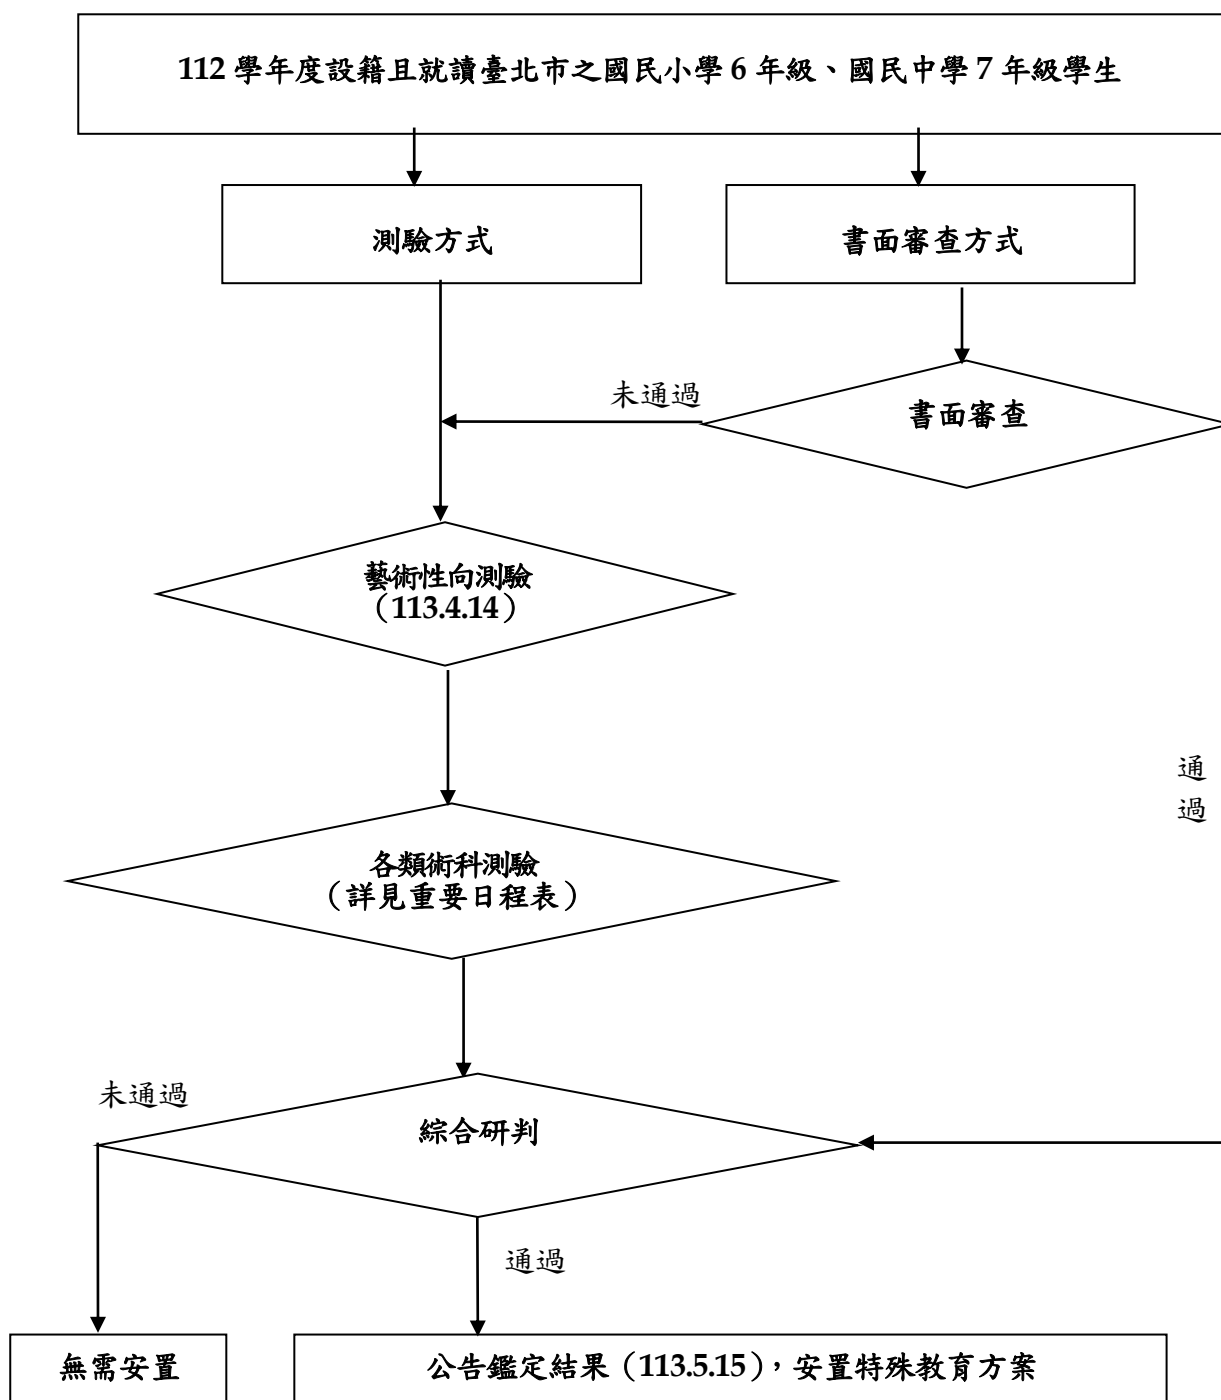 112 學年度設籍且就讀臺北市之國民小學 6 年級、國民中學 7 年級學生
測驗方式
書面審查方式
未通過
書面審查
藝術性向測驗
（113.4.14）
通
過
各類術科測驗
（詳見重要日程表）
未通過
綜合研判
通過
無需安置
公告鑑定結果（113.5.15），安置特殊教育方案